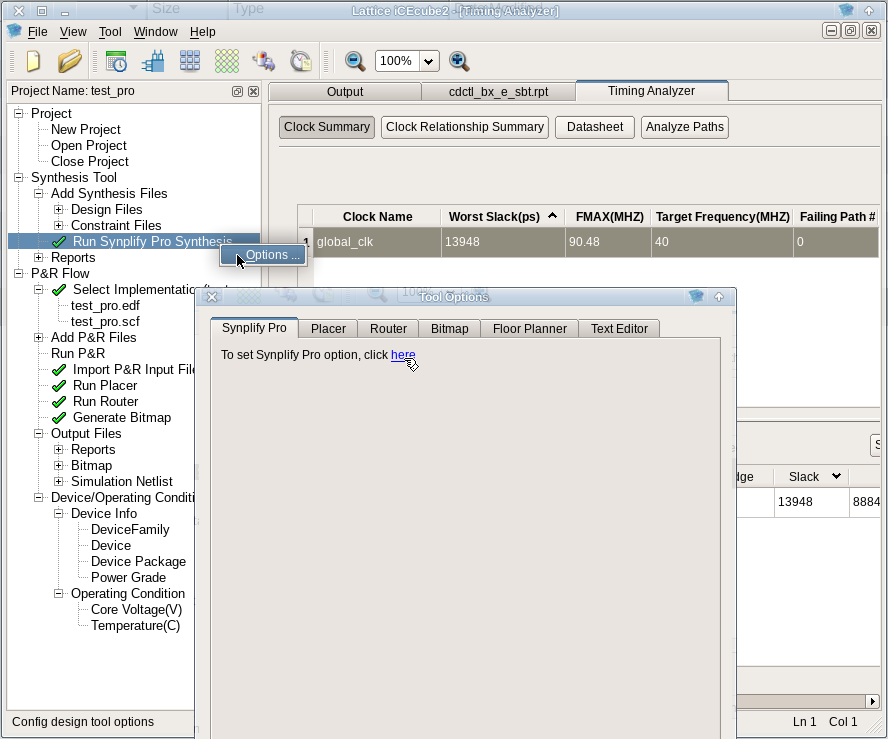 Size Type
Lattice iCEcube2 - [Timing Analyzer]
File View Tool Window Help
100%
Project Name: test_pro
Output cdctl_bx_e_sbt.rpt Timing Analyzer
Project
New Project
Open Project
Close Project
Synthesis Tool
Add Synthesis Files
Design Files
Constraint Files
Run Synplify Pro Synthesis
Reports
P&R Flow
Select Implementation
test_pro.edf
test_pro.scf
Add P&R Files
Run P&R
Import P&R Input File
Run Placer
Run Router
Generate Bitmap
Output Files
Reports
Bitmap
Simulation Netlist
Device/Operating Conditi
Device Info
DeviceFamily
Device
Device Package
Power Grade
Operating Condition
Core Voltage(V)
Temperature(C)
Options ...
Clock Summary Clock Relationship Summary Datasheet Analyze Paths
Clock Name Worst Slack(ps) FMAX(MHZ) Target Frequency(MHZ) Failing Path #
1 global_clk 13948 90.48 40 0
Tool Options
Synplify Pro Placer Router Bitmap Floor Planner Text Editor
To set Synplify Pro option, click here
dge Slack
13948 8884
Config design tool options
Ln 1 Col 1